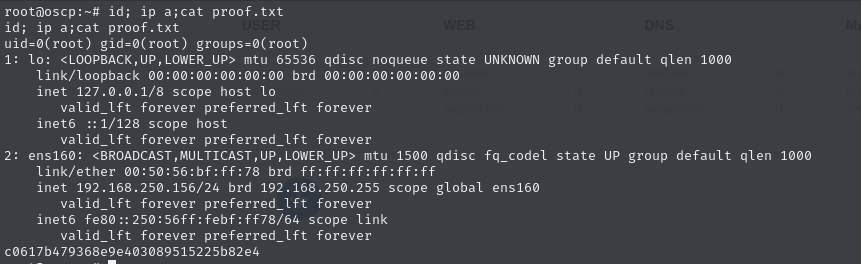 root@oscp:~# id; ip a;cat proof.txt
id; ip a;cat proof.txt
uid=0(root) gid=0(root) groups=0(root)
1: lo: <LOOPBACK,UP,LOWER_UP> mtu 65536 qdisc noqueue state UNKNOWN group default qlen 1000
    link/loopback 00:00:00:00:00:00 brd 00:00:00:00:00:00
    inet 127.0.0.1/8 scope host lo
       valid_lft forever preferred_lft forever
    inet6 ::1/128 scope host
       valid_lft forever preferred_lft forever
2: ens160: <BROADCAST,MULTICAST,UP,LOWER_UP> mtu 1500 qdisc fq_codel state UP group default qlen 1000
    link/ether 00:50:56:bf:ff:78 brd ff:ff:ff:ff:ff:ff
    inet 192.168.250.156/24 brd 192.168.250.255 scope global ens160
       valid_lft forever preferred_lft forever
    inet6 fe80::250:56ff:febf:ff78/64 scope link
       valid_lft forever preferred_lft forever
c0617b479368e9e403089515225b82e4
USER WEB DNS